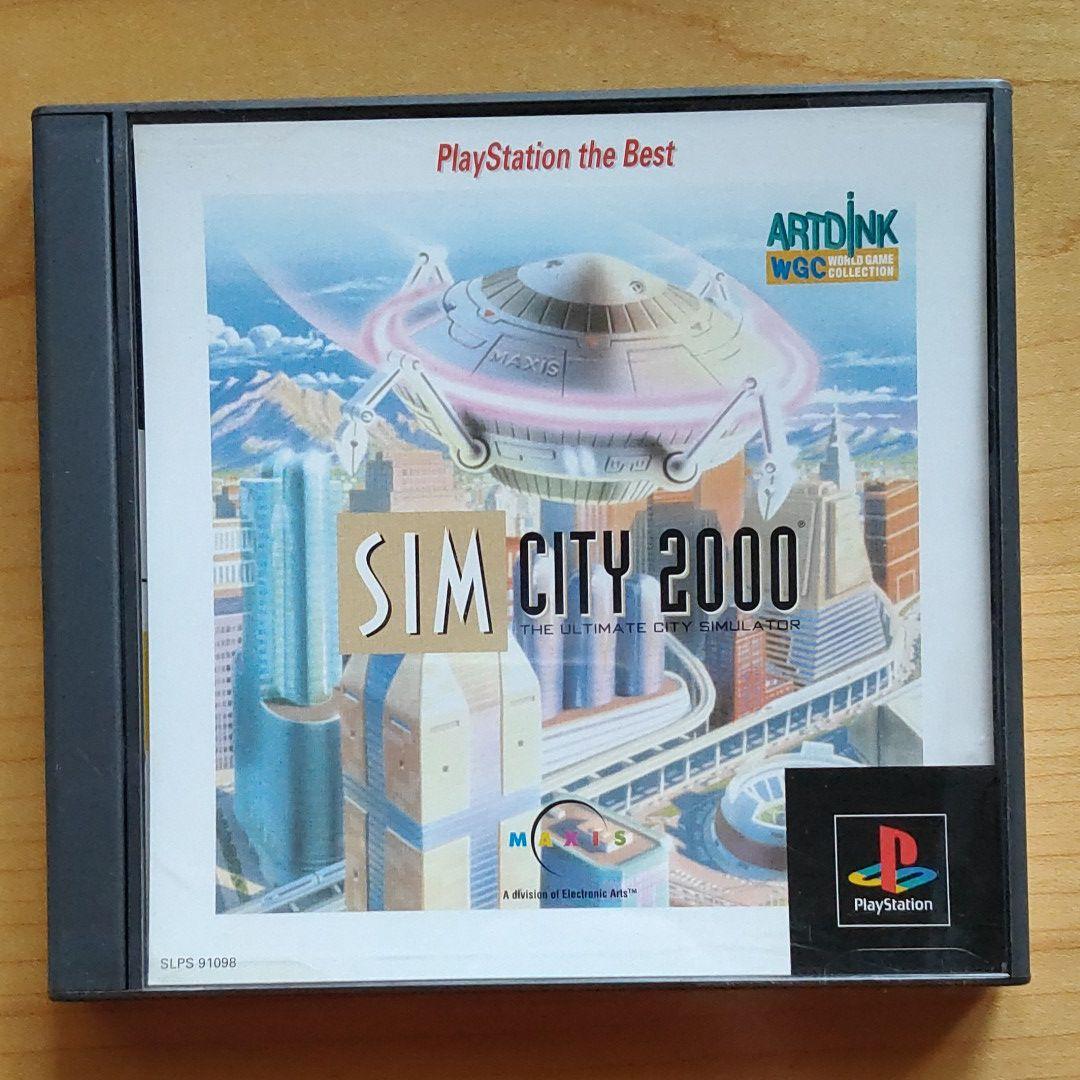 PlayStation the Best
ARTDINK
WGC WORLD GAME COLLECTION
MAXIS
SIM CITY 2000®
THE ULTIMATE CITY SIMULATOR
MAXIS
A division of Electronic Arts™
PlayStation
SLPS 91098